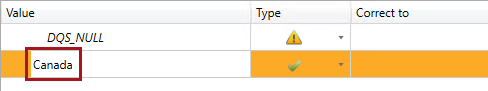 Value Type Correct to
DQS_NULL
Canada